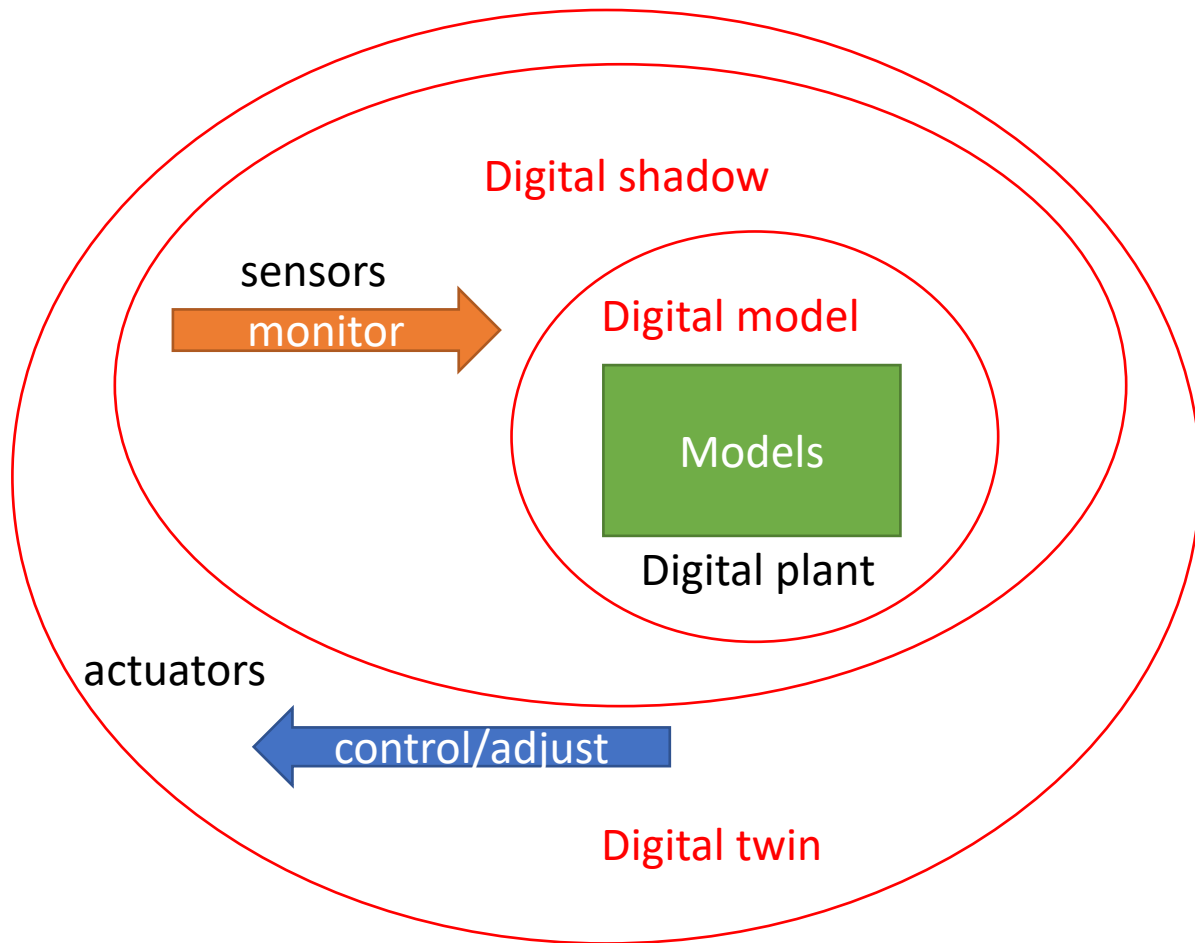 Digital shadow
sensors
monitor
Digital model
Models
Digital plant
actuators
control/adjust
Digital twin